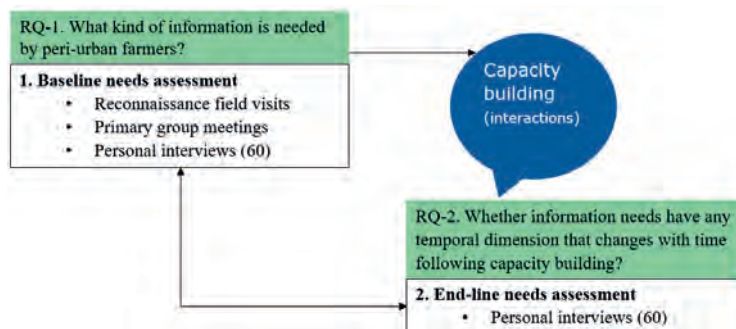 RQ-1. What kind of information is needed
by peri-urban farmers?
1. Baseline needs assessment
• Reconnaissance field visits
• Primary group meetings
• Personal interviews (60)
Capacity
building
(interactions)
RQ-2. Whether information needs have any
temporal dimension that changes with time
following capacity building?
2. End-line needs assessment
• Personal interviews (60)